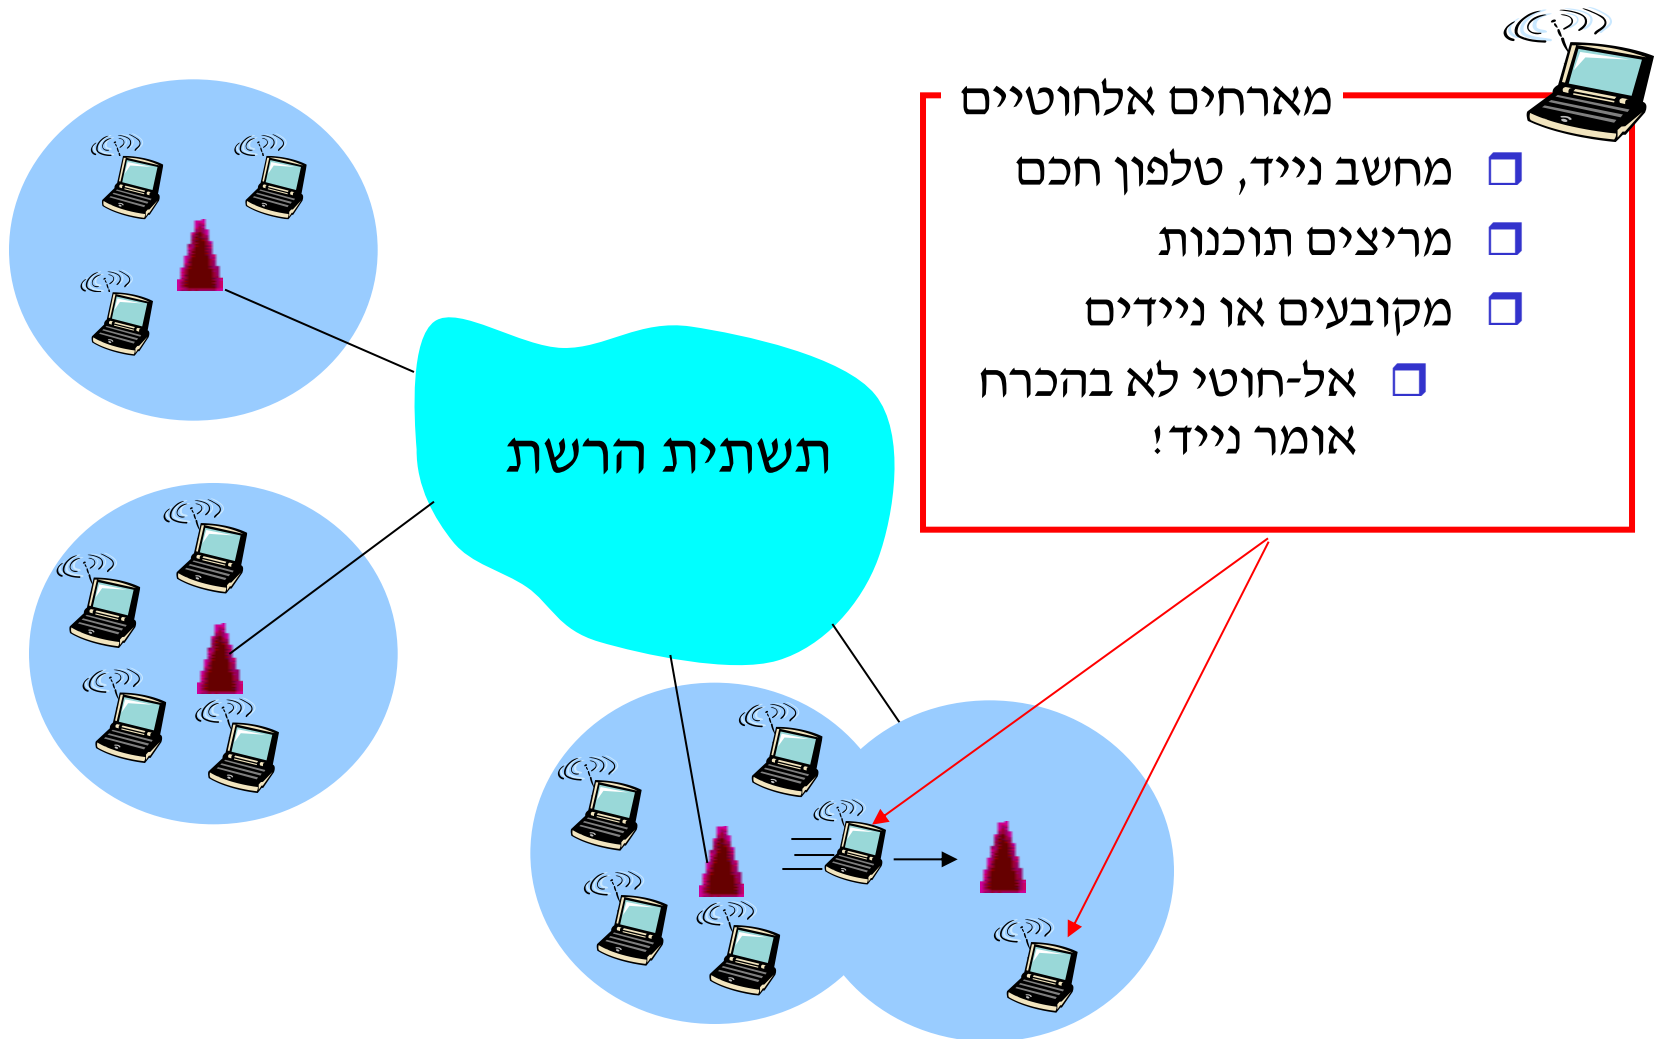 מארחים אלחוטיים
מחשב נייד, טלפון חכם
מריצים תוכנות
מקובעים או ניידים
אל-חוטי לא בהכרח
אומר נייד!
תשתית הרשת